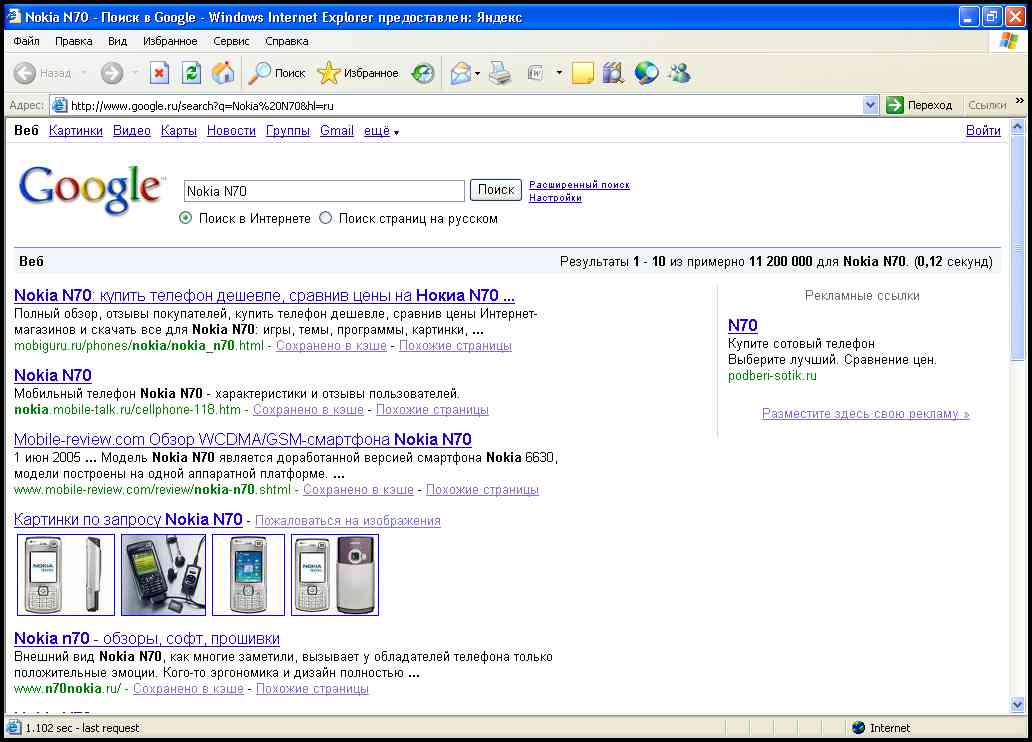 Nokia N70 - Поиск в Google - Windows Internet Explorer предоставлен: Яндекс
Файл Правка Вид Избранное Сервис Справка
Назад Поиск Избранное
Адрес: http://www.google.ru/search?q=Nokia%20N70&hl=ru Переход Ссылки »
Веб Картинки Видео Карты Новости Группы Gmail ещё Войти
Google™ Nokia N70 Поиск Расширенный поиск
Настройки
Поиск в Интернете Поиск страниц на русском
Веб Результаты 1 - 10 из примерно 11 200 000 для Nokia N70. (0,12 секунд)
Nokia N70: купить телефон дешевле, сравнив цены на Нокиа N70 ...
Полный обзор, отзывы покупателей, купить телефон дешевле, сравнив цены Интернет-
магазинов и скачать все для Nokia N70: игры, темы, программы, картинки, ...
mobiguru.ru/phones/nokia/nokia_n70.html - Сохранено в кэше - Похожие страницы
Nokia N70
Мобильный телефон Nokia N70 - характеристики и отзывы пользователей.
nokia.mobile-talk.ru/cellphone-118.htm - Сохранено в кэше - Похожие страницы
Mobile-review.com Обзор WCDMA/GSM-смартфона Nokia N70
1 июн 2005 ... Модель Nokia N70 является доработанной версией смартфона Nokia 6630,
модели построены на одной аппаратной платформе. ...
www.mobile-review.com/review/nokia-n70.shtml - Сохранено в кэше - Похожие страницы
Картинки по запросу Nokia N70 - Пожаловаться на изображения
NOKIA
NOKIA
Nokia n70 - обзоры, софт, прошивки
Внешний вид Nokia N70, как многие заметили, вызывает у обладателей телефона только
положительные эмоции. Кого-то эргономика и дизайн полностью ...
www.n70nokia.ru/ - Сохранено в кэше - Похожие страницы
Рекламные ссылки
N70
Купите сотовый телефон
Выберите лучший. Сравнение цен.
podberi-sotik.ru
Разместите здесь свою рекламу »
1.102 sec - last request Internet